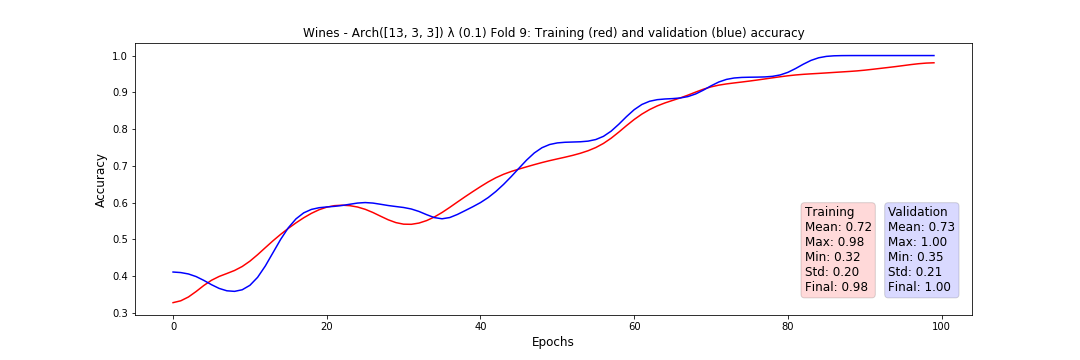 Wines - Arch([13, 3, 3]) λ (0.1) Fold 9: Training (red) and validation (blue) accuracy
Accuracy
1.0
0.9
0.8
0.7
0.6
0.5
0.4
0.3
Training
Mean: 0.72
Max: 0.98
Min: 0.32
Std: 0.20
Final: 0.98
Validation
Mean: 0.73
Max: 1.00
Min: 0.35
Std: 0.21
Final: 1.00
0 20 40 60 80 100
Epochs